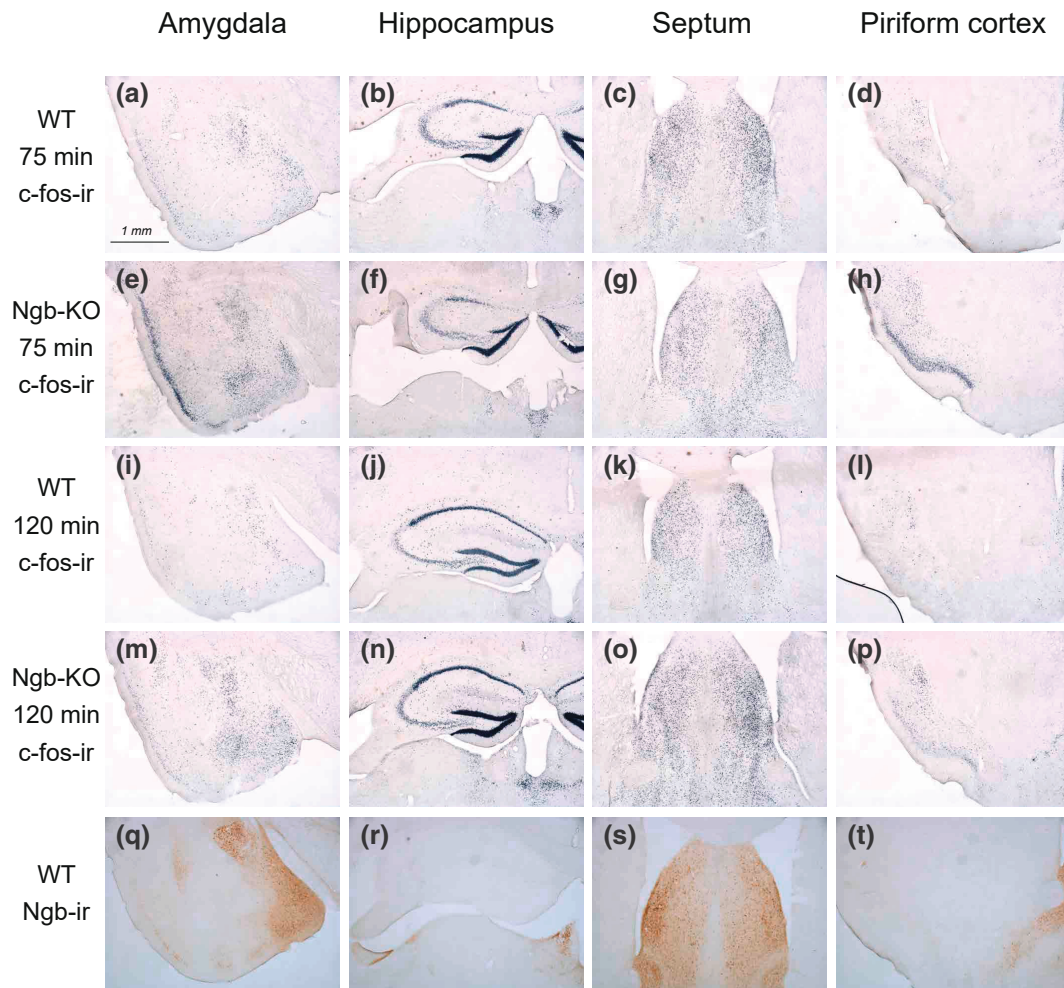 Amygdala Hippocampus Septum Piriform cortex
WT
75 min
c-fos-ir
(a) (b) (c) (d)
1 mm
Ngb-KO
75 min
c-fos-ir
(e) (f) (g) (h)
WT
120 min
c-fos-ir
(i) (j) (k) (l)
Ngb-KO
120 min
c-fos-ir
(m) (n) (o) (p)
WT
Ngb-ir
(q) (r) (s) (t)